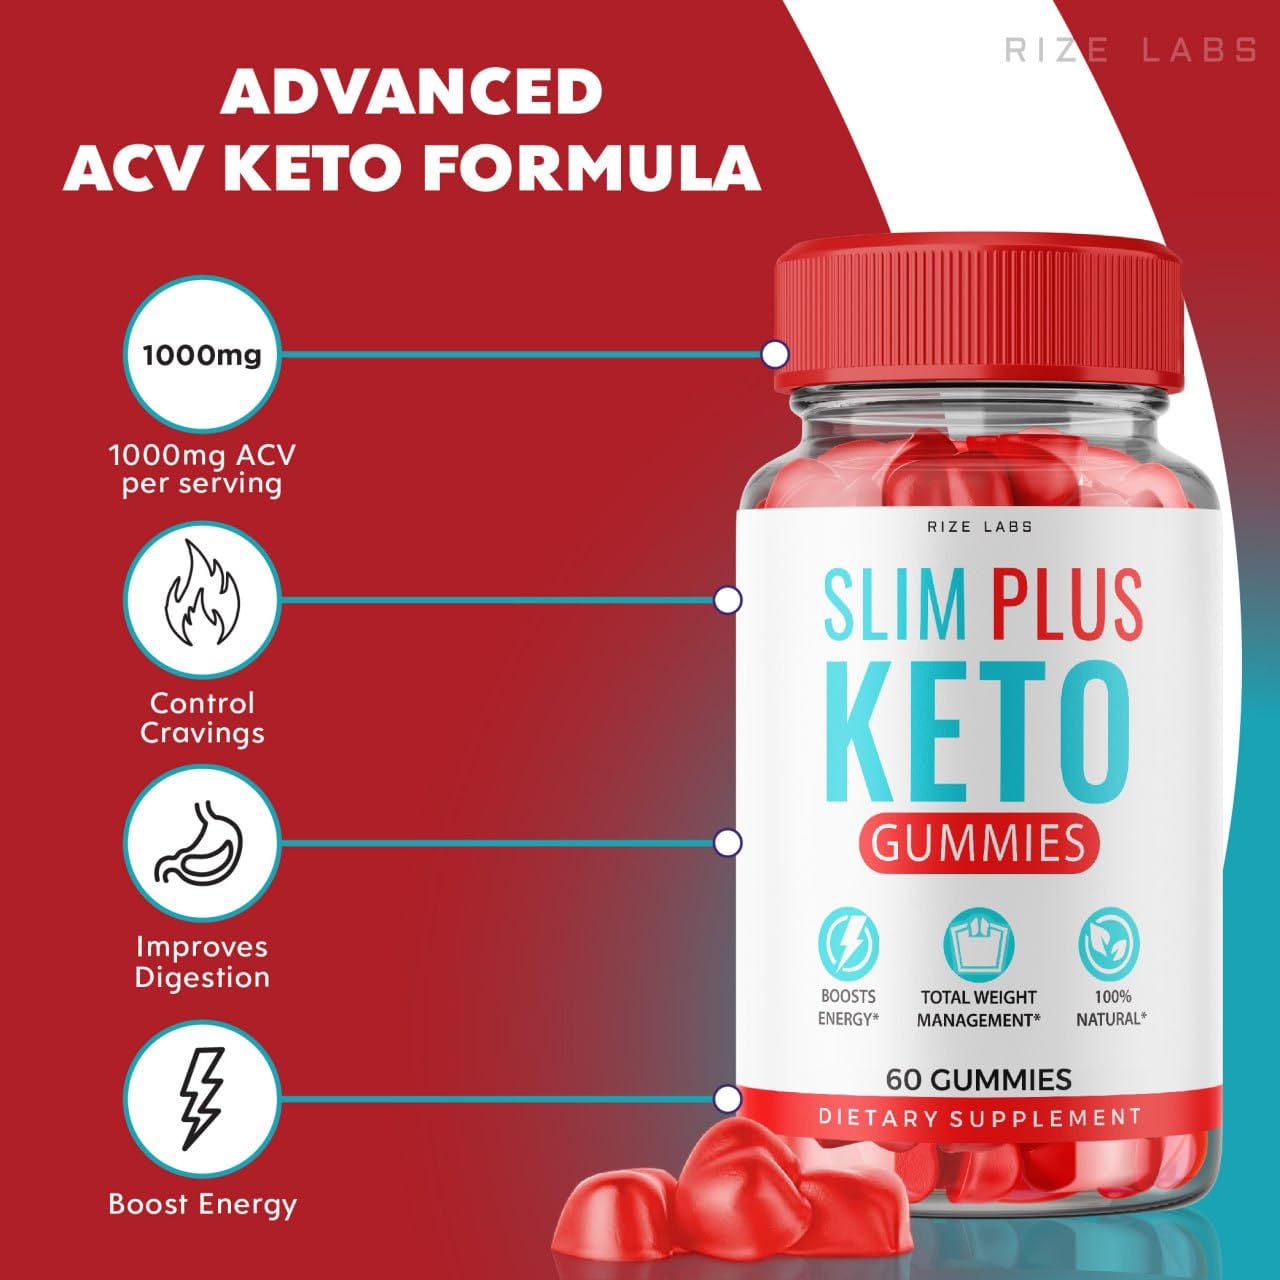 RIZE LABS
ADVANCED
ACV KETO FORMULA
1000mg
1000mg ACV
per serving
Control
Cravings
Improves
Digestion
Boost Energy
RIZE LABS
SLIM PLUS
KETO
GUMMIES
BOOSTS
ENERGY*
TOTAL WEIGHT
MANAGEMENT*
100%
NATURAL*
60 GUMMIES
DIETARY SUPPLEMENT